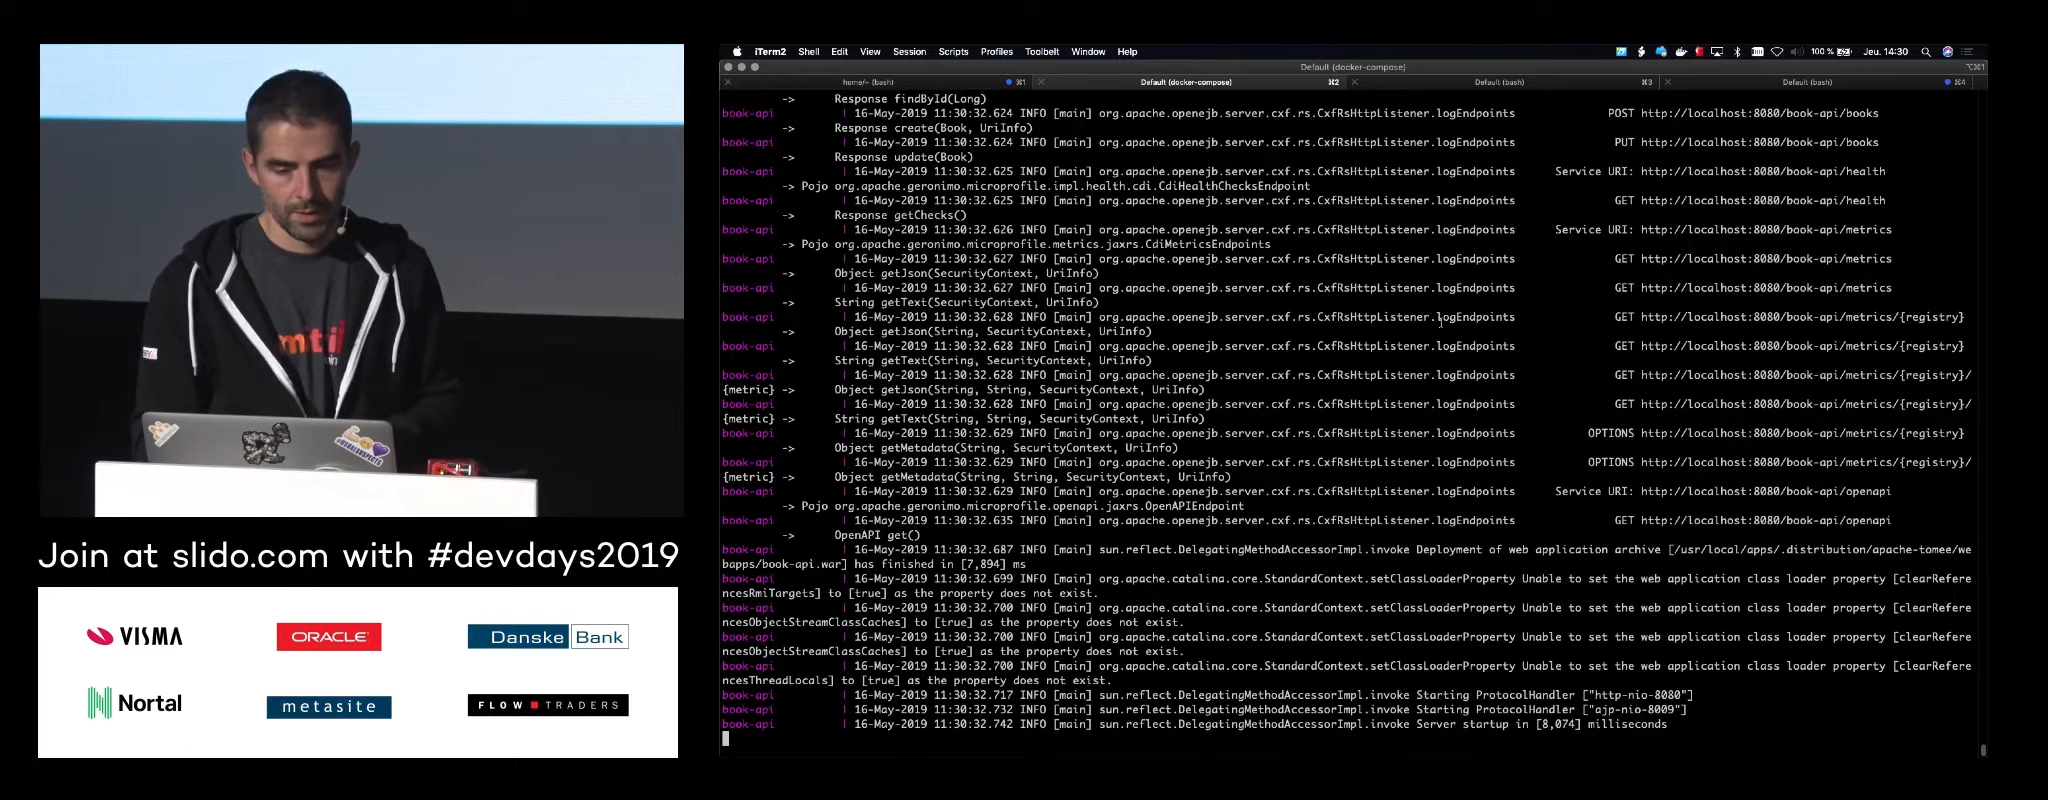 Join at slido.com with #devdays2019
VISMA
ORACLE
Danske Bank
Nortal
metasite
FLOW TRADERS
iTerm2 Shell Edit View Session Scripts Profiles Toolbelt Window Help 100 % Jeu. 14:30
Default (docker-compose) ⌥⌘1
home/~ (bash) ⌘1 Default (docker-compose) ⌘2 Default (bash) ⌘3 Default (bash) ⌘4
-> Response findById(Long)
book-api | 16-May-2019 11:30:32.624 INFO [main] org.apache.openejb.server.cxf.rs.CxfRsHttpListener.logEndpoints POST http://localhost:8080/book-api/books
-> Response create(Book, UriInfo)
book-api | 16-May-2019 11:30:32.624 INFO [main] org.apache.openejb.server.cxf.rs.CxfRsHttpListener.logEndpoints PUT http://localhost:8080/book-api/books
-> Response update(Book)
book-api | 16-May-2019 11:30:32.625 INFO [main] org.apache.openejb.server.cxf.rs.CxfRsHttpListener.logEndpoints Service URI: http://localhost:8080/book-api/health
-> Pojo org.apache.geronimo.microprofile.impl.health.cdi.CdiHealthChecksEndpoint
book-api | 16-May-2019 11:30:32.625 INFO [main] org.apache.openejb.server.cxf.rs.CxfRsHttpListener.logEndpoints GET http://localhost:8080/book-api/health
-> Response getChecks()
book-api | 16-May-2019 11:30:32.626 INFO [main] org.apache.openejb.server.cxf.rs.CxfRsHttpListener.logEndpoints Service URI: http://localhost:8080/book-api/metrics
-> Pojo org.apache.geronimo.microprofile.metrics.jaxrs.CdiMetricsEndpoints
book-api | 16-May-2019 11:30:32.627 INFO [main] org.apache.openejb.server.cxf.rs.CxfRsHttpListener.logEndpoints GET http://localhost:8080/book-api/metrics
-> Object getJson(SecurityContext, UriInfo)
book-api | 16-May-2019 11:30:32.627 INFO [main] org.apache.openejb.server.cxf.rs.CxfRsHttpListener.logEndpoints GET http://localhost:8080/book-api/metrics
-> String getText(SecurityContext, UriInfo)
book-api | 16-May-2019 11:30:32.628 INFO [main] org.apache.openejb.server.cxf.rs.CxfRsHttpListener.logEndpoints GET http://localhost:8080/book-api/metrics/{registry}
-> Object getJson(String, SecurityContext, UriInfo)
book-api | 16-May-2019 11:30:32.628 INFO [main] org.apache.openejb.server.cxf.rs.CxfRsHttpListener.logEndpoints GET http://localhost:8080/book-api/metrics/{registry}
-> String getText(String, SecurityContext, UriInfo)
book-api | 16-May-2019 11:30:32.628 INFO [main] org.apache.openejb.server.cxf.rs.CxfRsHttpListener.logEndpoints GET http://localhost:8080/book-api/metrics/{registry}/
{metric} -> Object getJson(String, String, SecurityContext, UriInfo)
book-api | 16-May-2019 11:30:32.628 INFO [main] org.apache.openejb.server.cxf.rs.CxfRsHttpListener.logEndpoints GET http://localhost:8080/book-api/metrics/{registry}/
{metric} -> String getText(String, String, SecurityContext, UriInfo)
book-api | 16-May-2019 11:30:32.629 INFO [main] org.apache.openejb.server.cxf.rs.CxfRsHttpListener.logEndpoints OPTIONS http://localhost:8080/book-api/metrics/{registry}
-> Object getMetadata(String, SecurityContext, UriInfo)
book-api | 16-May-2019 11:30:32.629 INFO [main] org.apache.openejb.server.cxf.rs.CxfRsHttpListener.logEndpoints OPTIONS http://localhost:8080/book-api/metrics/{registry}/
{metric} -> Object getMetadata(String, String, SecurityContext, UriInfo)
book-api | 16-May-2019 11:30:32.629 INFO [main] org.apache.openejb.server.cxf.rs.CxfRsHttpListener.logEndpoints Service URI: http://localhost:8080/book-api/openapi
-> Pojo org.apache.geronimo.microprofile.openapi.jaxrs.OpenAPIEndpoint
book-api | 16-May-2019 11:30:32.635 INFO [main] org.apache.openejb.server.cxf.rs.CxfRsHttpListener.logEndpoints GET http://localhost:8080/book-api/openapi
-> OpenAPI get()
book-api | 16-May-2019 11:30:32.687 INFO [main] sun.reflect.DelegatingMethodAccessorImpl.invoke Deployment of web application archive [/usr/local/apps/.distribution/apache-tomee/we
bapps/book-api.war] has finished in [7,894] ms
book-api | 16-May-2019 11:30:32.699 INFO [main] org.apache.catalina.core.StandardContext.setClassLoaderProperty Unable to set the web application class loader property [clearRefere
ncesRmiTargets] to [true] as the property does not exist.
book-api | 16-May-2019 11:30:32.700 INFO [main] org.apache.catalina.core.StandardContext.setClassLoaderProperty Unable to set the web application class loader property [clearRefere
ncesObjectStreamClassCaches] to [true] as the property does not exist.
book-api | 16-May-2019 11:30:32.700 INFO [main] org.apache.catalina.core.StandardContext.setClassLoaderProperty Unable to set the web application class loader property [clearRefere
ncesObjectStreamClassCaches] to [true] as the property does not exist.
book-api | 16-May-2019 11:30:32.700 INFO [main] org.apache.catalina.core.StandardContext.setClassLoaderProperty Unable to set the web application class loader property [clearRefere
ncesThreadLocals] to [true] as the property does not exist.
book-api | 16-May-2019 11:30:32.717 INFO [main] sun.reflect.DelegatingMethodAccessorImpl.invoke Starting ProtocolHandler ["http-nio-8080"]
book-api | 16-May-2019 11:30:32.732 INFO [main] sun.reflect.DelegatingMethodAccessorImpl.invoke Starting ProtocolHandler ["ajp-nio-8009"]
book-api | 16-May-2019 11:30:32.742 INFO [main] sun.reflect.DelegatingMethodAccessorImpl.invoke Server startup in [8,074] milliseconds